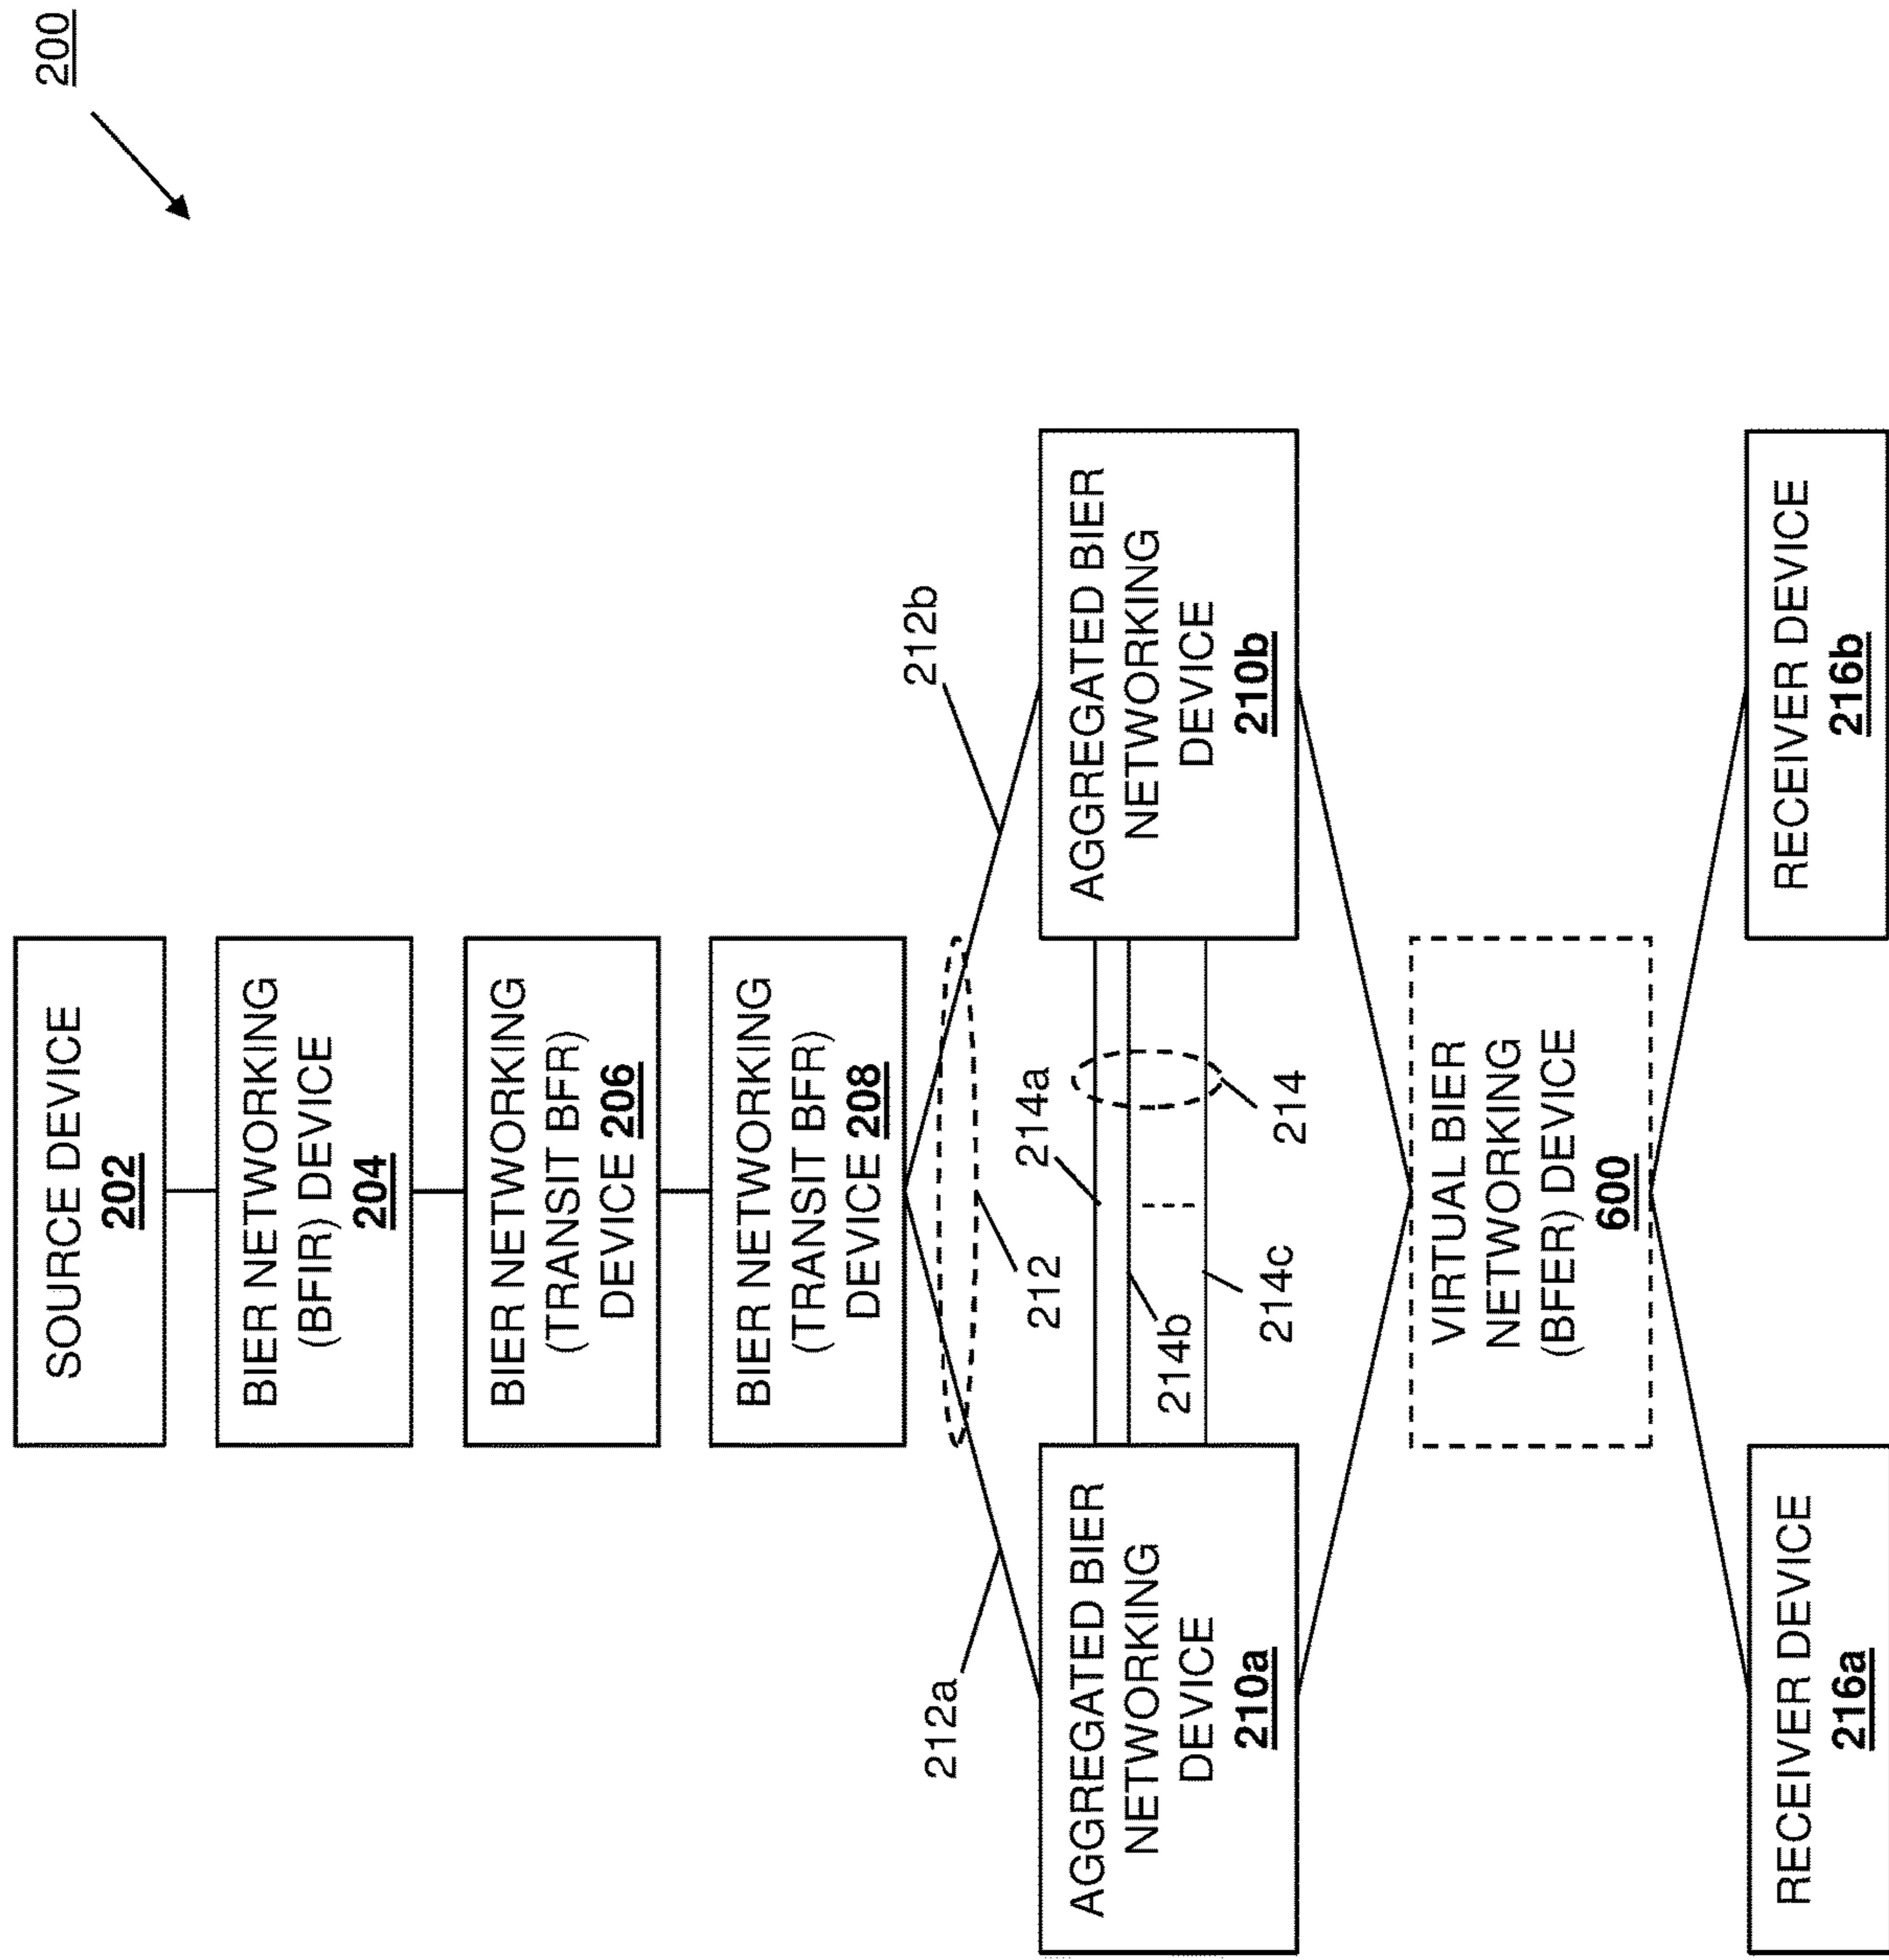 200
SOURCE DEVICE
202
BIER NETWORKING
(BFIR) DEVICE
204
BIER NETWORKING
(TRANSIT BFR)
DEVICE 206
BIER NETWORKING
(TRANSIT BFR)
DEVICE 208
212a
212
212b
AGGREGATED BIER
NETWORKING
DEVICE
210a
214a
214b
214c
214
AGGREGATED BIER
NETWORKING
DEVICE
210b
VIRTUAL BIER
NETWORKING
(BFER) DEVICE
600
RECEIVER DEVICE
216a
RECEIVER DEVICE
216b